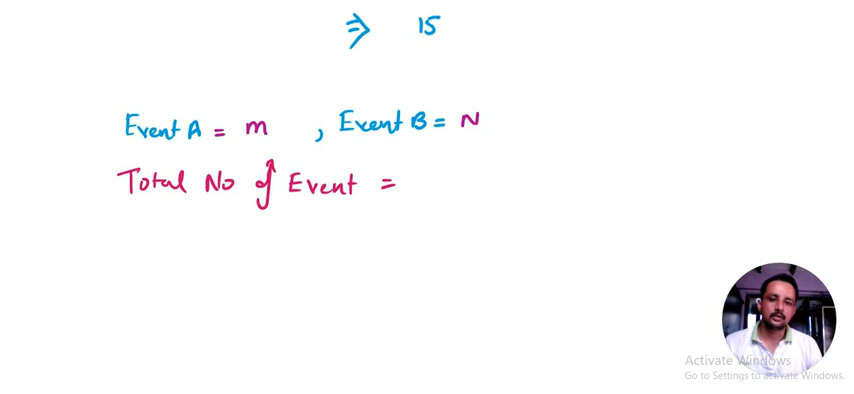 ⇒ 15
Event A = m , Event B = N
Total No of Event =
Activate Windows
Go to Settings to activate Windows.